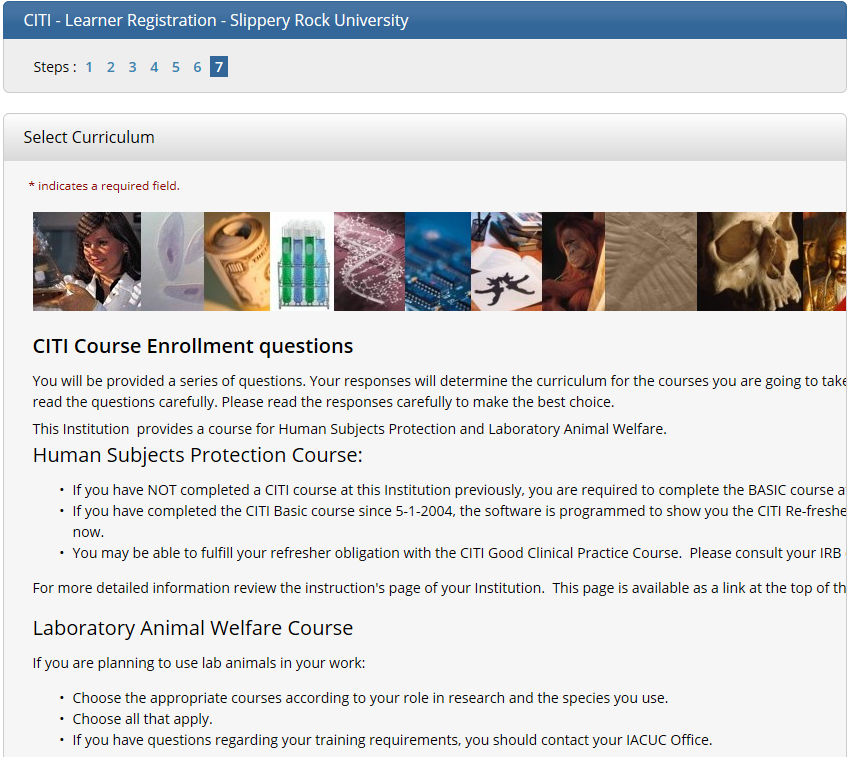 CITI - Learner Registration - Slippery Rock University
Steps : 1 2 3 4 5 6 7
Select Curriculum
* indicates a required field.
CITI Course Enrollment questions
You will be provided a series of questions. Your responses will determine the curriculum for the courses you are going to take
read the questions carefully. Please read the responses carefully to make the best choice.
This Institution provides a course for Human Subjects Protection and Laboratory Animal Welfare.
Human Subjects Protection Course:
• If you have NOT completed a CITI course at this Institution previously, you are required to complete the BASIC course
• If you have completed the CITI Basic course since 5-1-2004, the software is programmed to show you the CITI Re-freshe
now.
• You may be able to fulfill your refresher obligation with the CITI Good Clinical Practice Course. Please consult your IRB
For more detailed information review the instruction's page of your Institution. This page is available as a link at the top of th
Laboratory Animal Welfare Course
If you are planning to use lab animals in your work:
• Choose the appropriate courses according to your role in research and the species you use.
• Choose all that apply.
• If you have questions regarding your training requirements, you should contact your IACUC Office.